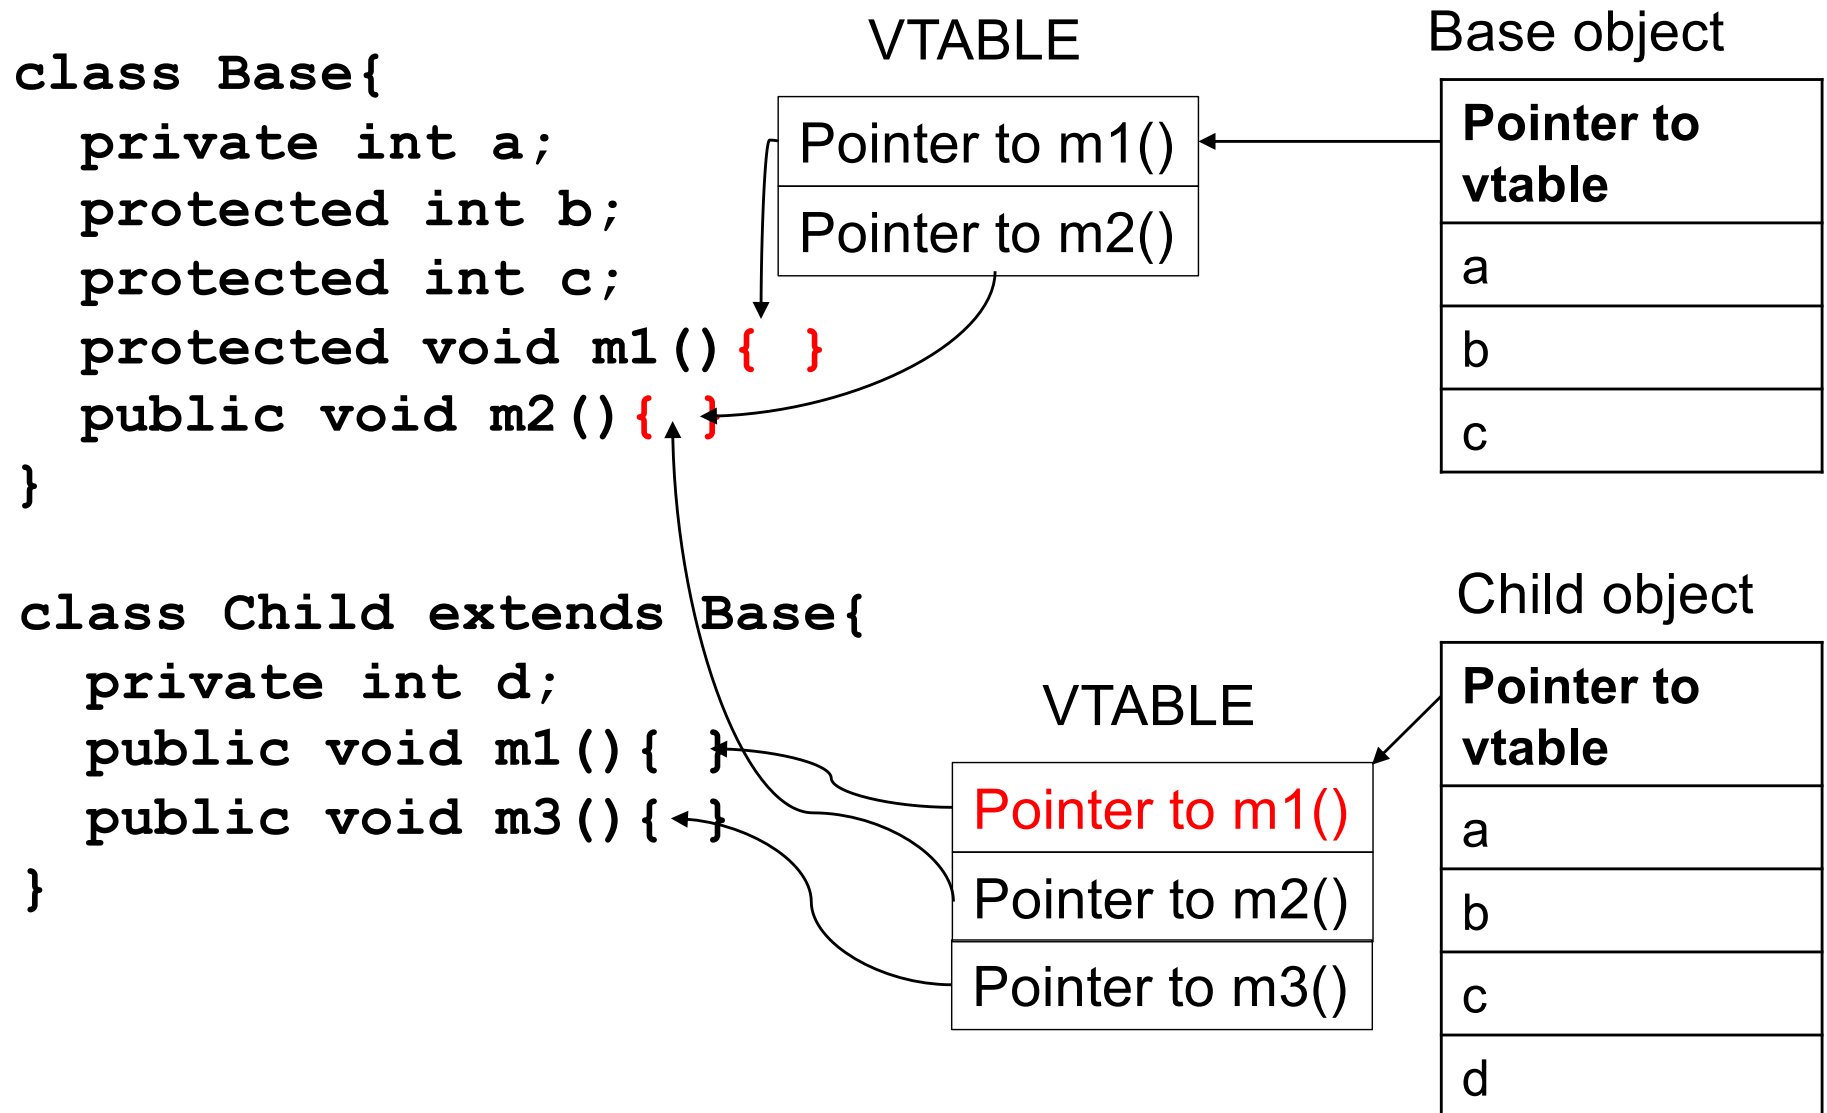 class Base{
private int a;
protected int b;
protected int c;
protected void m1(){ }
public void m2(){ }
}
VTABLE
Pointer to m1()
Pointer to m2()
Base object
Pointer to
vtable
a
b
c
class Child extends Base{
private int d;
public void m1(){ }
public void m3(){ }
}
VTABLE
Pointer to m1()
Pointer to m2()
Pointer to m3()
Child object
Pointer to
vtable
a
b
c
d